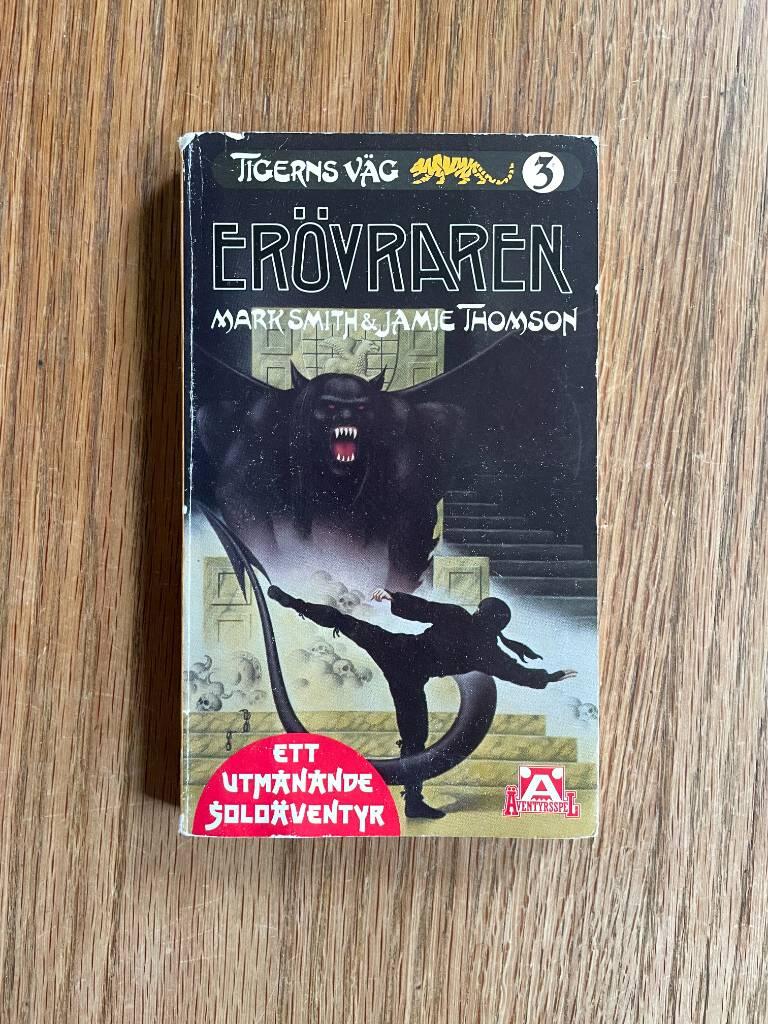 TIGERNS VÄG 3
ERÖVRAREN
MARK SMITH & JAMIE THOMSON
ETT
UTMANANDE
SOLOÄVENTYR
A
ÄVENTYRSSPEL